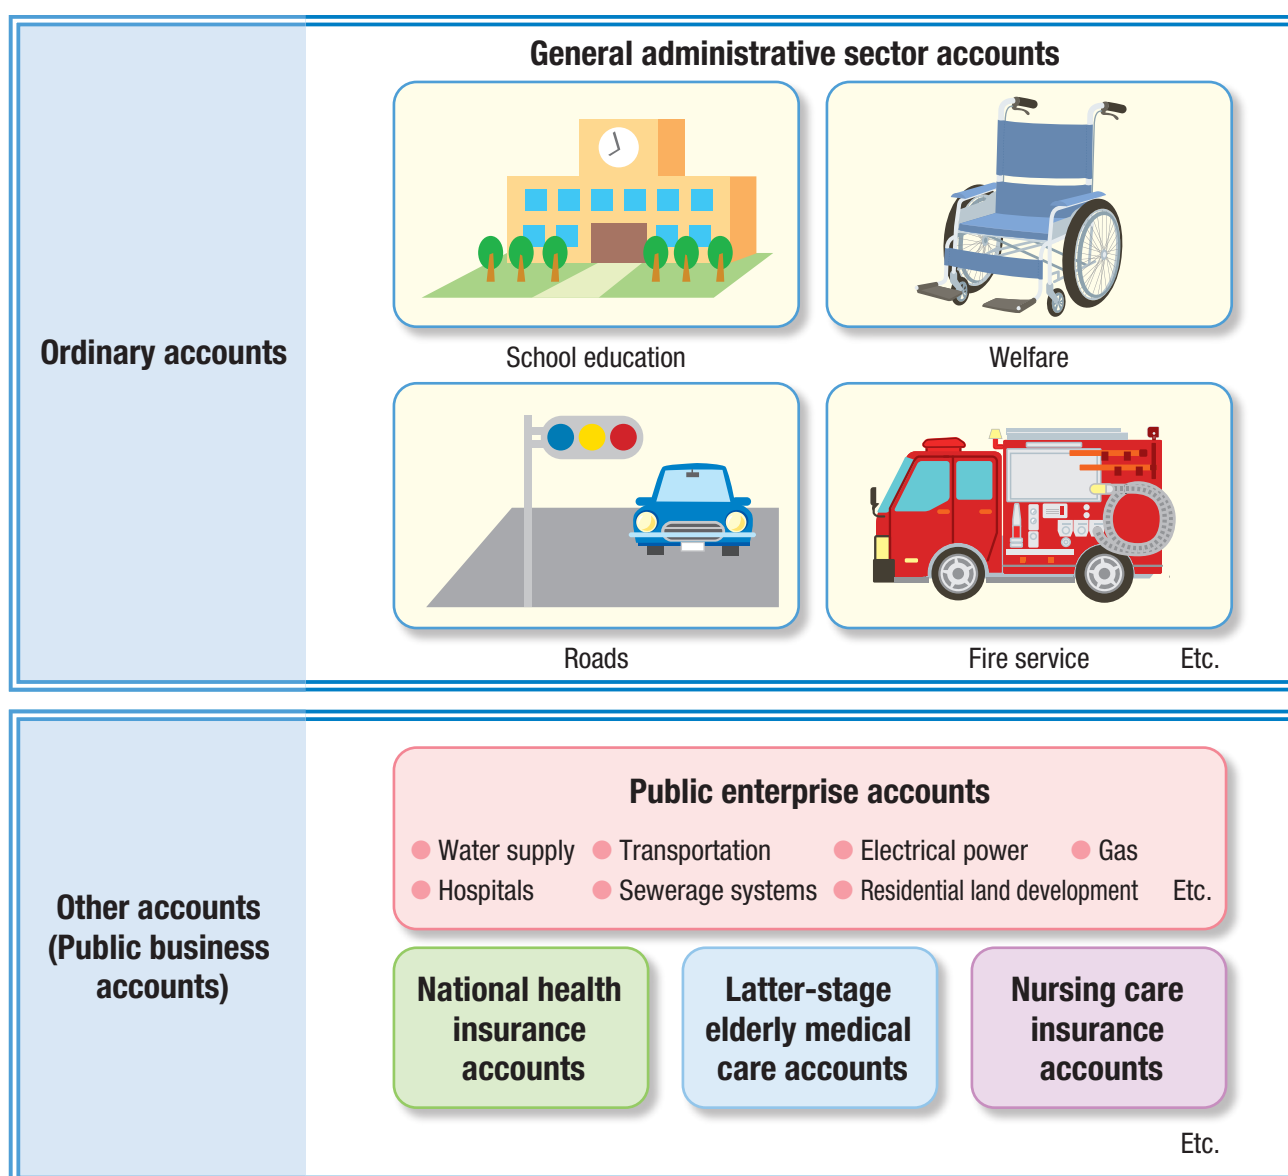 General administrative sector accounts
Ordinary accounts
School education
Welfare
Roads
Fire service
Etc.
Other accounts
(Public business
accounts)
Public enterprise accounts
Water supply
Transportation
Electrical power
Gas
Hospitals
Sewerage systems
Residential land development
Etc.
National health
insurance
accounts
Latter-stage
elderly medical
care accounts
Nursing care
insurance
accounts
Etc.